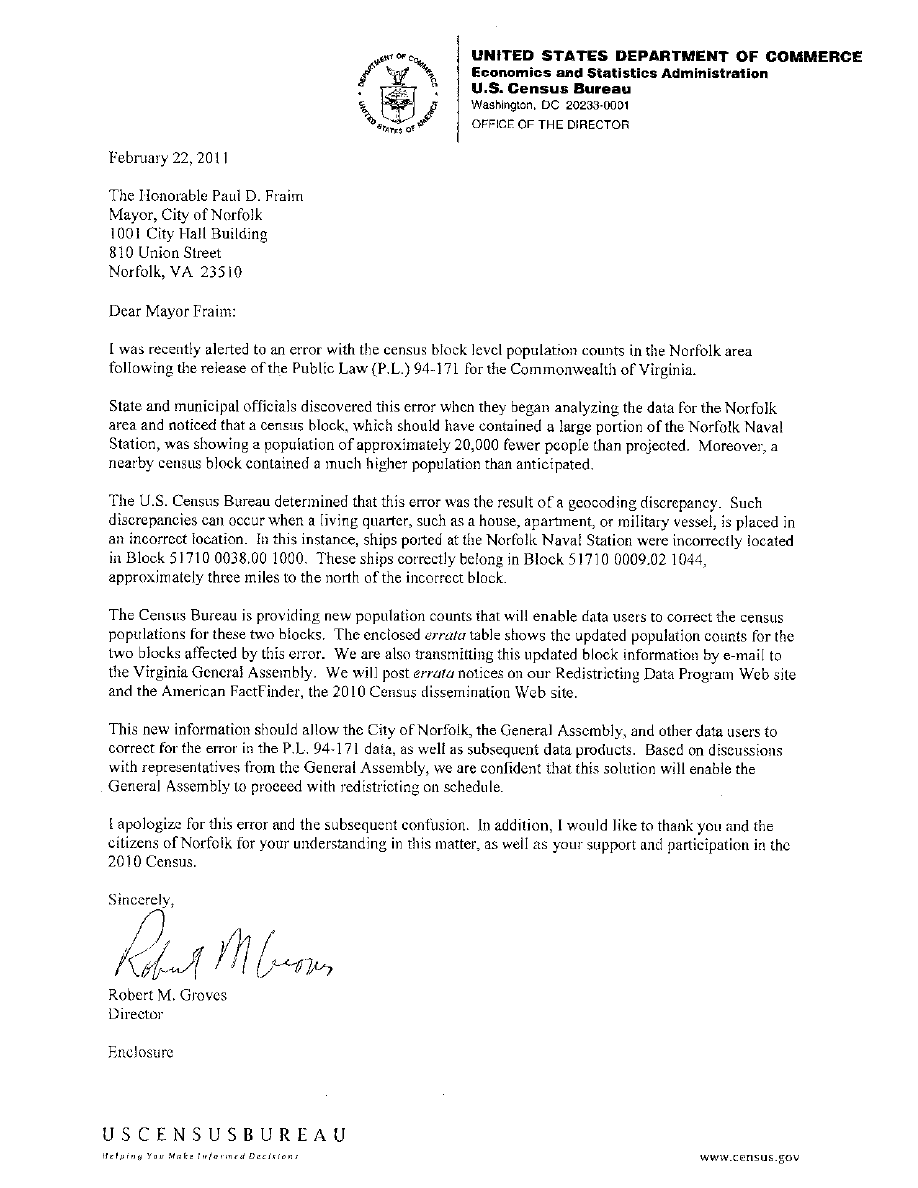 DEPARTMENT OF COMMERCE
UNITED STATES OF AMERICA
UNITED STATES DEPARTMENT OF COMMERCE
Economics and Statistics Administration
U.S. Census Bureau
Washington, DC 20233-0001
OFFICE OF THE DIRECTOR
February 22, 2011
The Honorable Paul D. Fraim
Mayor, City of Norfolk
1001 City Hall Building
810 Union Street
Norfolk, VA 23510
Dear Mayor Fraim:
I was recently alerted to an error with the census block level population counts in the Norfolk area
following the release of the Public Law (P.L.) 94-171 for the Commonwealth of Virginia.
State and municipal officials discovered this error when they began analyzing the data for the Norfolk
area and noticed that a census block, which should have contained a large portion of the Norfolk Naval
Station, was showing a population of approximately 20,000 fewer people than projected. Moreover, a
nearby census block contained a much higher population than anticipated.
The U.S. Census Bureau determined that this error was the result of a geocoding discrepancy. Such
discrepancies can occur when a living quarter, such as a house, apartment, or military vessel, is placed in
an incorrect location. In this instance, ships ported at the Norfolk Naval Station were incorrectly located
in Block 51710 0038.00 1000. These ships correctly belong in Block 51710 0009.02 1044,
approximately three miles to the north of the incorrect block.
The Census Bureau is providing new population counts that will enable data users to correct the census
populations for these two blocks. The enclosed errata table shows the updated population counts for the
two blocks affected by this error. We are also transmitting this updated block information by e-mail to
the Virginia General Assembly. We will post errata notices on our Redistricting Data Program Web site
and the American FactFinder, the 2010 Census dissemination Web site.
This new information should allow the City of Norfolk, the General Assembly, and other data users to
correct for the error in the P.L. 94-171 data, as well as subsequent data products. Based on discussions
with representatives from the General Assembly, we are confident that this solution will enable the
General Assembly to proceed with redistricting on schedule.
I apologize for this error and the subsequent confusion. In addition, I would like to thank you and the
citizens of Norfolk for your understanding in this matter, as well as your support and participation in the
2010 Census.
Sincerely,
Robert M Groves
Robert M. Groves
Director
Enclosure
USCENSUSBUREAU
Helping You Make Informed Decisions
www.census.gov